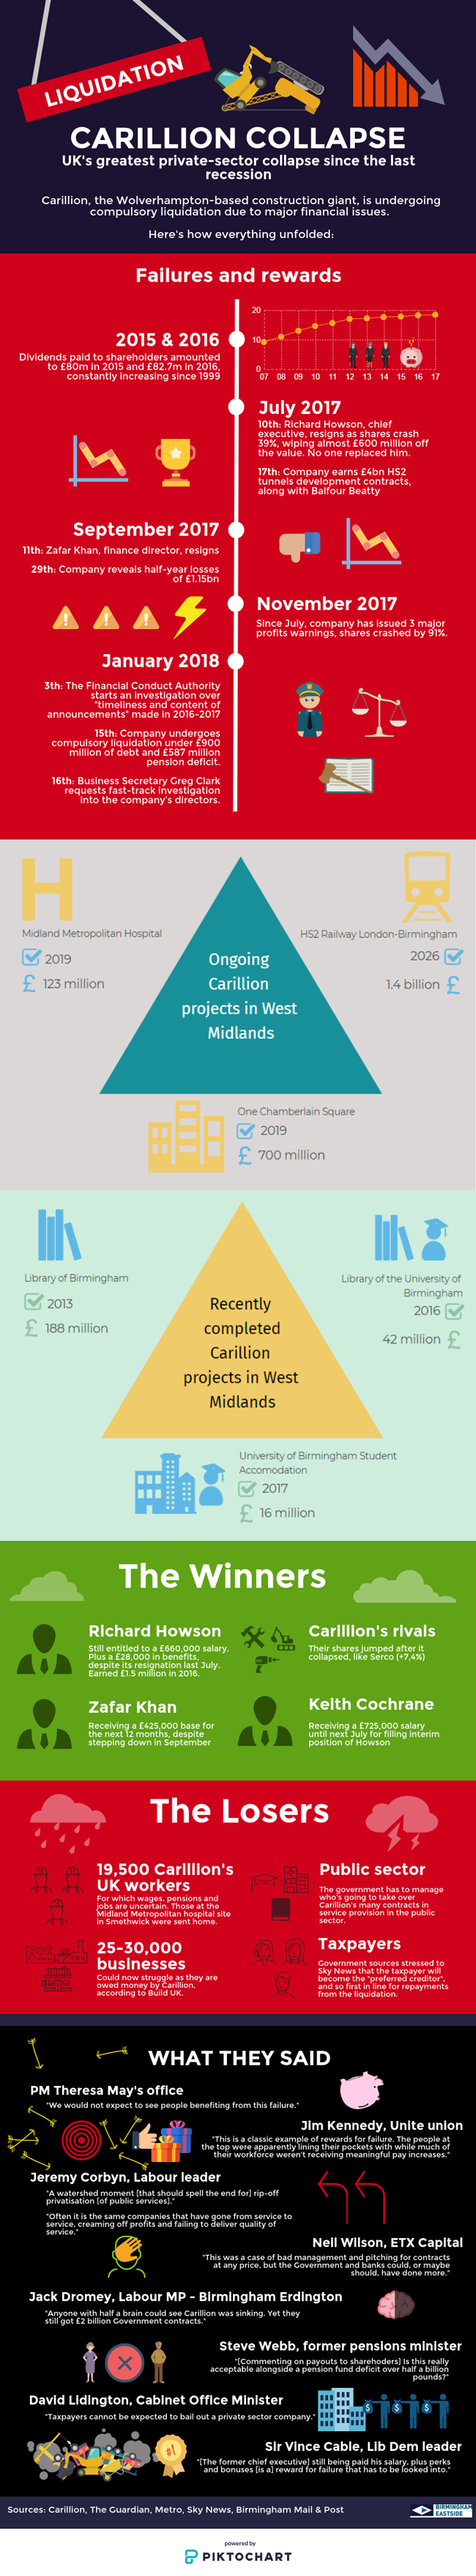 LIQUIDATION
CARILLION COLLAPSE
UK's greatest private-sector collapse since the last
recession
Carillion, the Wolverhampton-based construction giant, is undergoing
compulsory liquidation due to major financial issues.
Here's how everything unfolded:
Failures and rewards
20
10
0
07 08 09 10 11 12 13 14 15 16 17
2015 & 2016
Dividends paid to shareholders amounted
to £80m in 2015 and £82.7m in 2016,
constantly increasing since 1999
July 2017
10th: Richard Howson, chief
executive, resigns as shares crash
39%, wiping almost £600 million off
the value. No one replaced him.
17th: Company earns £4bn HS2
tunnels development contracts,
along with Balfour Beatty
September 2017
11th: Zafar Khan, finance director, resigns
29th: Company reveals half-year losses
of £1.15bn
November 2017
Since July, company has issued 3 major
profits warnings, shares crashed by 91%.
January 2018
3th: The Financial Conduct Authority
starts an investigation over
"timeliness and content of
announcements" made in 2016-2017
15th: Company undergoes
compulsory liquidation under £900
million of debt and £587 million
pension deficit.
16th: Business Secretary Greg Clark
requests fast-track investigation
into the company's directors.
H
Midland Metropolitan Hospital
2019
£ 123 million
HS2 Railway London-Birmingham
2026
1.4 billion £
Ongoing
Carillion
projects in West
Midlands
One Chamberlain Square
2019
£ 700 million
Library of Birmingham
2013
£ 188 million
Library of the University of
Birmingham
2016
42 million £
Recently
completed
Carillion
projects in West
Midlands
University of Birmingham Student
Accomodation
2017
£ 16 million
The Winners
Richard Howson
Still entitled to a £660,000 salary.
Plus a £28,000 in benefits,
despite its resignation last July.
Earned £1.5 million in 2016.
Carillion's rivals
Their shares jumped after it
collapsed, like Serco (+7,4%)
Zafar Khan
Receiving a £425,000 base for
the next 12 months, despite
stepping down in September
Keith Cochrane
Receiving a £725,000 salary
until next July for filling interim
position of Howson
The Losers
19,500 Carillion's
UK workers
For which wages, pensions and
jobs are uncertain. Those at the
Midland Metropolitan hospital site
in Smethwick were sent home.
Public sector
The government has to manage
who's going to take over
Carillion's many contracts in
service provision in the public
sector.
25-30,000
businesses
Could now struggle as they are
owed money by Carillion,
according to Build UK.
Taxpayers
Government sources stressed to
Sky News that the taxpayer will
become the "preferred creditor",
and so first in line for repayments
from the liquidation.
WHAT THEY SAID
PM Theresa May's office
"We would not expect to see people benefiting from this failure."
Jim Kennedy, Unite union
"This is a classic example of rewards for failure. The people at
the top were apparently lining their pockets with while much of
their workforce weren't receiving meaningful pay increases."
Jeremy Corbyn, Labour leader
"A watershed moment [that should spell the end for] rip-off
privatisation [of public services]."
"Often it is the same companies that have gone from service to
service, creaming off profits and failing to deliver quality of
service."
Neil Wilson, ETX Capital
"This was a case of bad management and pitching for contracts
at any price, but the Government and banks could, or maybe
should, have done more."
Jack Dromey, Labour MP - Birmingham Erdington
"Anyone with half a brain could see Carillion was sinking. Yet they
still got £2 billion Government contracts."
Steve Webb, former pensions minister
"[Commenting on payouts to shareholders] Is this really
acceptable alongside a pension fund deficit over half a billion
pounds?"
David Lidington, Cabinet Office Minister
"Taxpayers cannot be expected to bail out a private sector company."
$ $ $
Sir Vince Cable, Lib Dem leader
#1
"[The former chief executive] still being paid his salary, plus perks
and bonuses [is a] reward for failure that has to be looked into."
Sources: Carillion, The Guardian, Metro, Sky News, Birmingham Mail & Post
BIRMINGHAM
EASTSIDE
powered by
PIKTOCHART